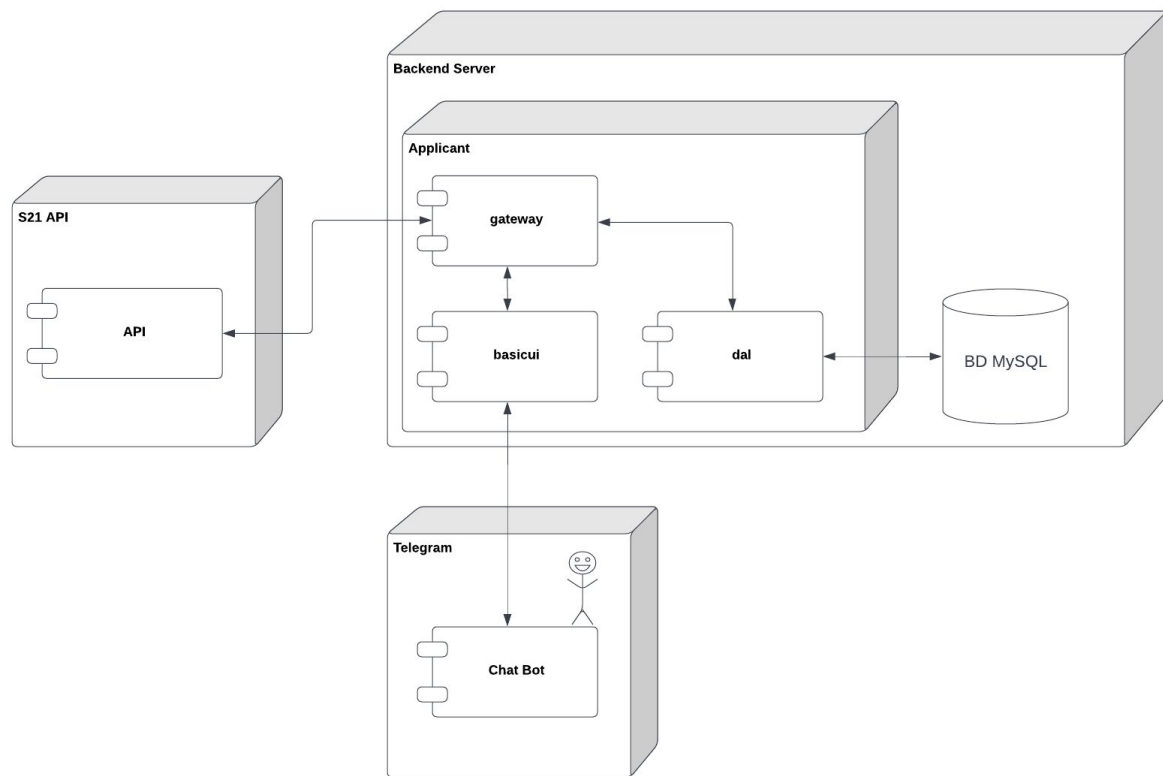 Backend Server
Applicant
gateway
S21 API
API
basicui
dal
BD MySQL
Telegram
Chat Bot